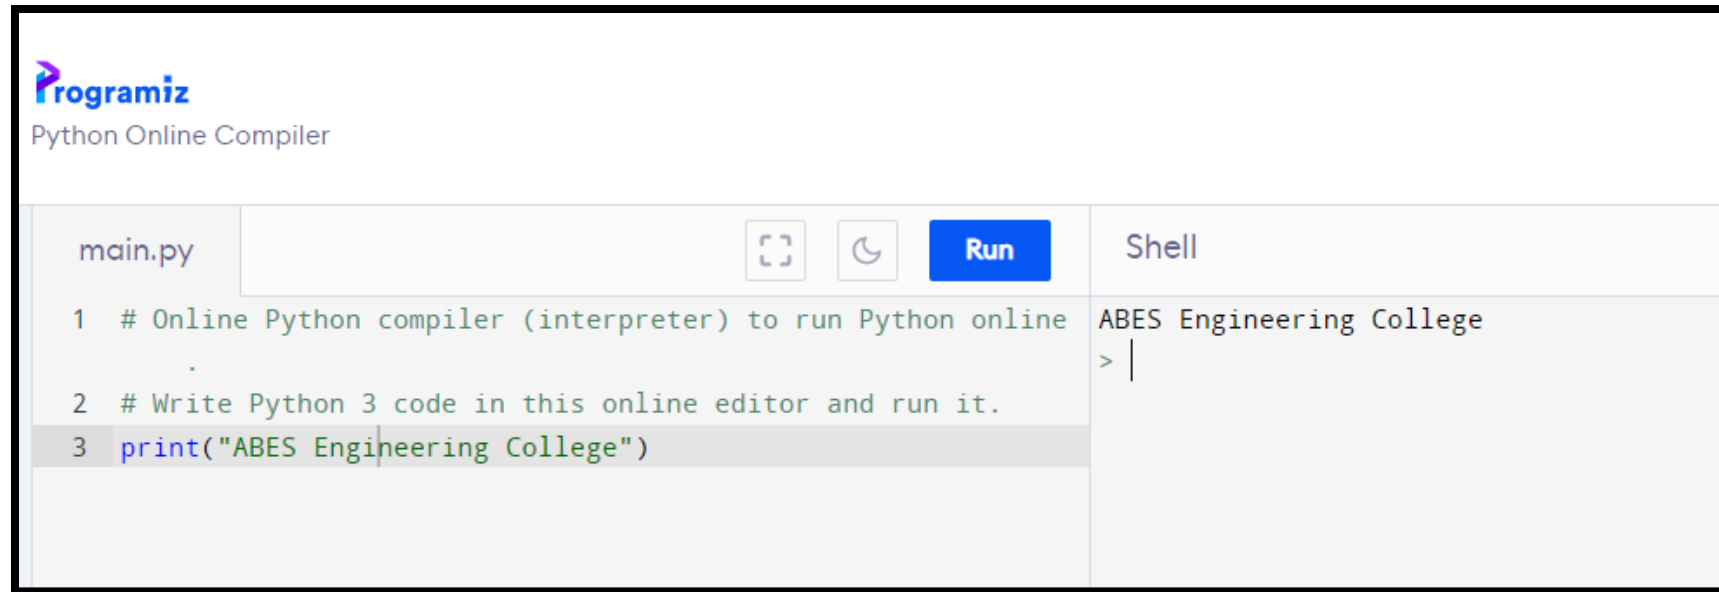 Programiz
Python Online Compiler
main.py
Run
Shell
1 # Online Python compiler (interpreter) to run Python online
.
2 # Write Python 3 code in this online editor and run it.
3 print("ABES Engineering College")
ABES Engineering College
>